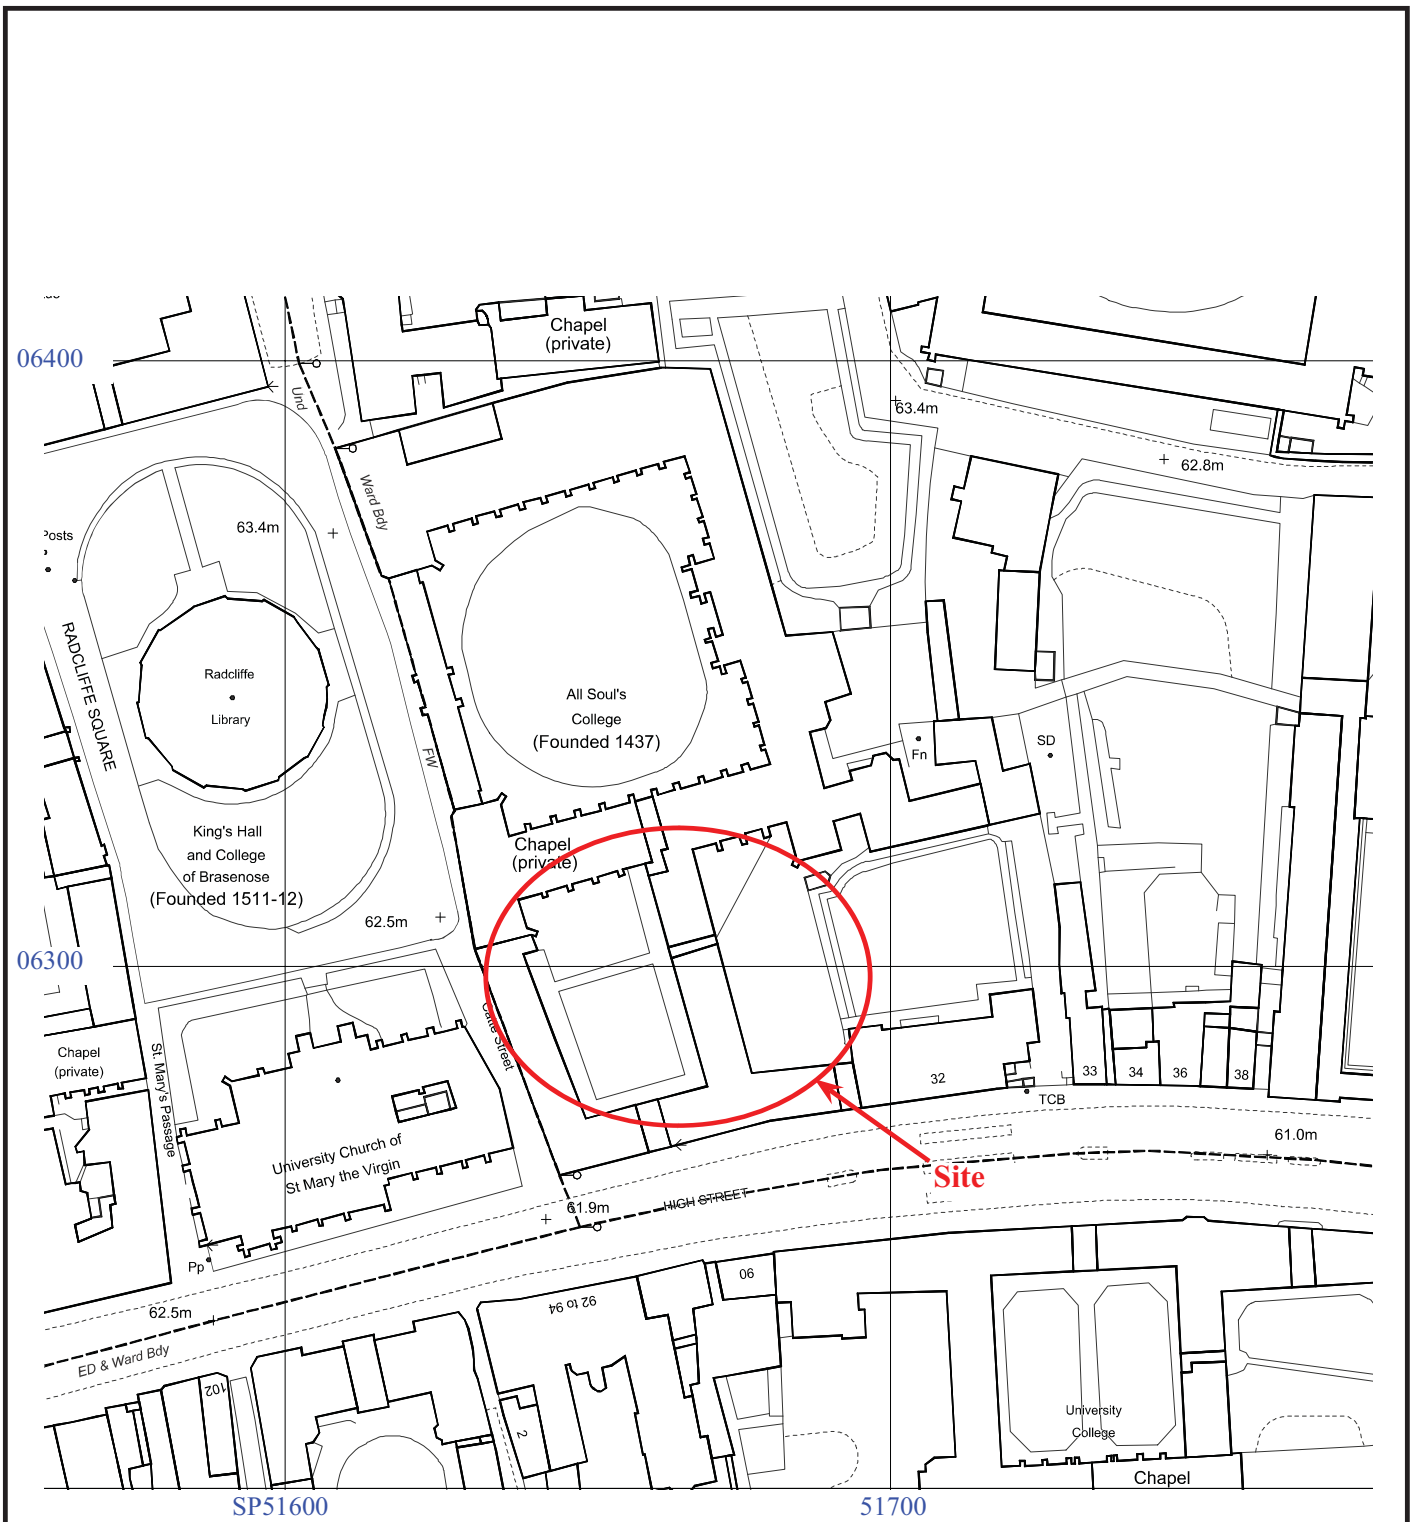 Chapel
(private)
06400
Und
63.4m
62.8m
Ward Bdy
63.4m
Posts
RADCLIFFE SQUARE
Radcliffe
Library
All Soul's
College
(Founded 1437)
FW
Fn
SD
King's Hall
and College
of Brasenose
(Founded 1511-12)
Chapel
(private)
62.5m
06300
Catte Street
Chapel
(private)
St. Mary's Passage
32
33
34
36
38
TCB
61.0m
University Church of
St Mary the Virgin
Site
HIGH STREET
61.9m
Pp
62.5m
90
92 to 94
ED & Ward Bdy
102
2
University
College
Chapel
SP51600
51700